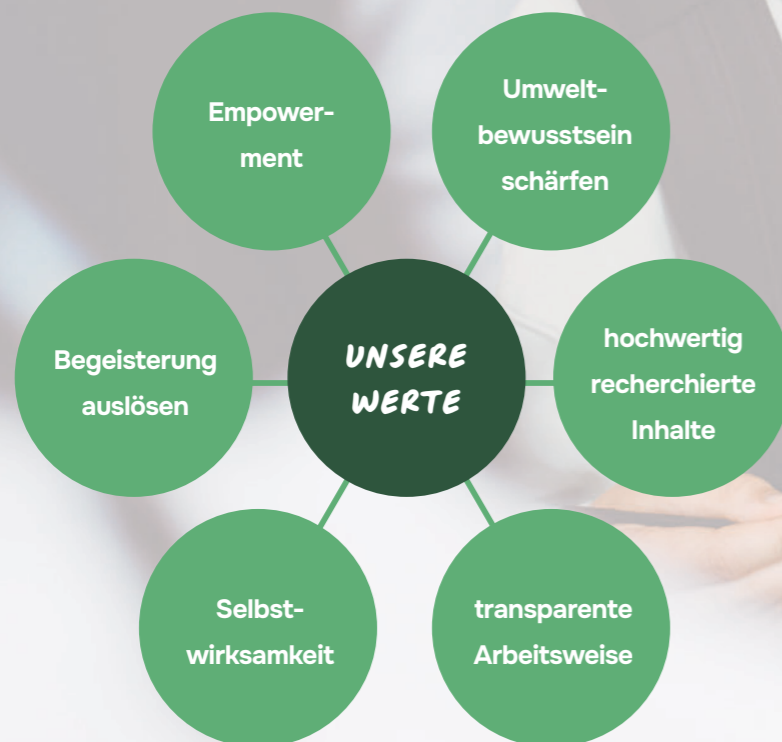 Empower-
ment
Umwelt-
bewusstsein
schärfen
Begeisterung
auslösen
UNSERE
WERTE
hochwertig
recherchierte
Inhalte
Selbst-
wirksamkeit
transparente
Arbeitsweise